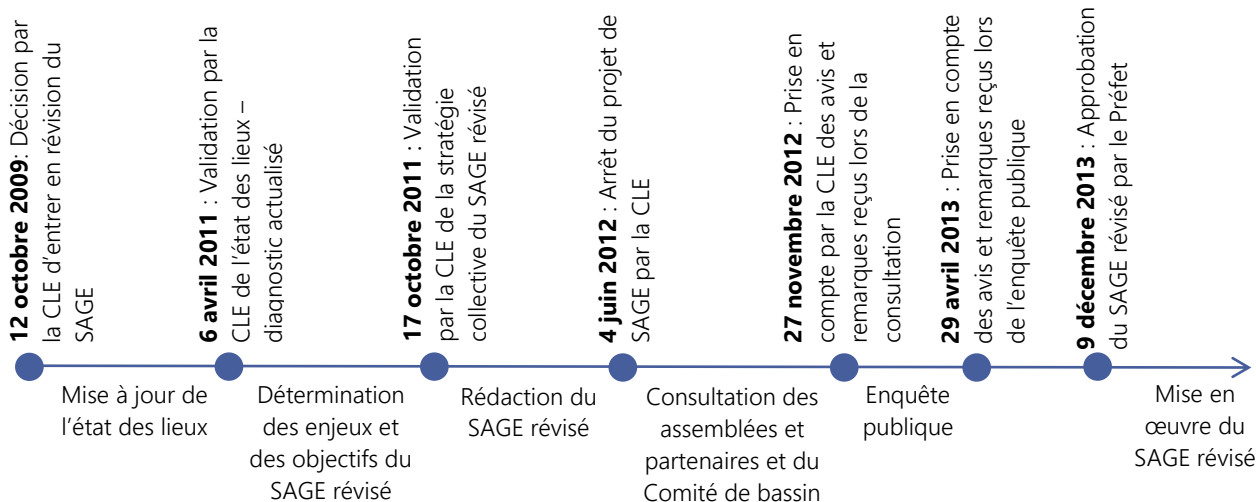 12 octobre 2009: Décision par
la CLE d'entrer en révision du
SAGE
6 avril 2011 : Validation par la
CLE de l'état des lieux –
diagnostic actualisé
17 octobre 2011 : Validation
par la CLE de la stratégie
collective du SAGE révisé
4 juin 2012 : Arrêt du projet de
SAGE par la CLE
27 novembre 2012 : Prise en
compte par la CLE des avis et
remarques reçus lors de la
consultation
29 avril 2013 : Prise en compte
des avis et remarques reçus lors
de l'enquête publique
9 décembre 2013 : Approbation
du SAGE révisé par le Préfet
Mise à jour de
l'état des lieux
Détermination
des enjeux et
des objectifs du
SAGE révisé
Rédaction du
SAGE révisé
Consultation des
assemblées et
partenaires et du
Comité de bassin
Enquête
publique
Mise en
œuvre du
SAGE révisé